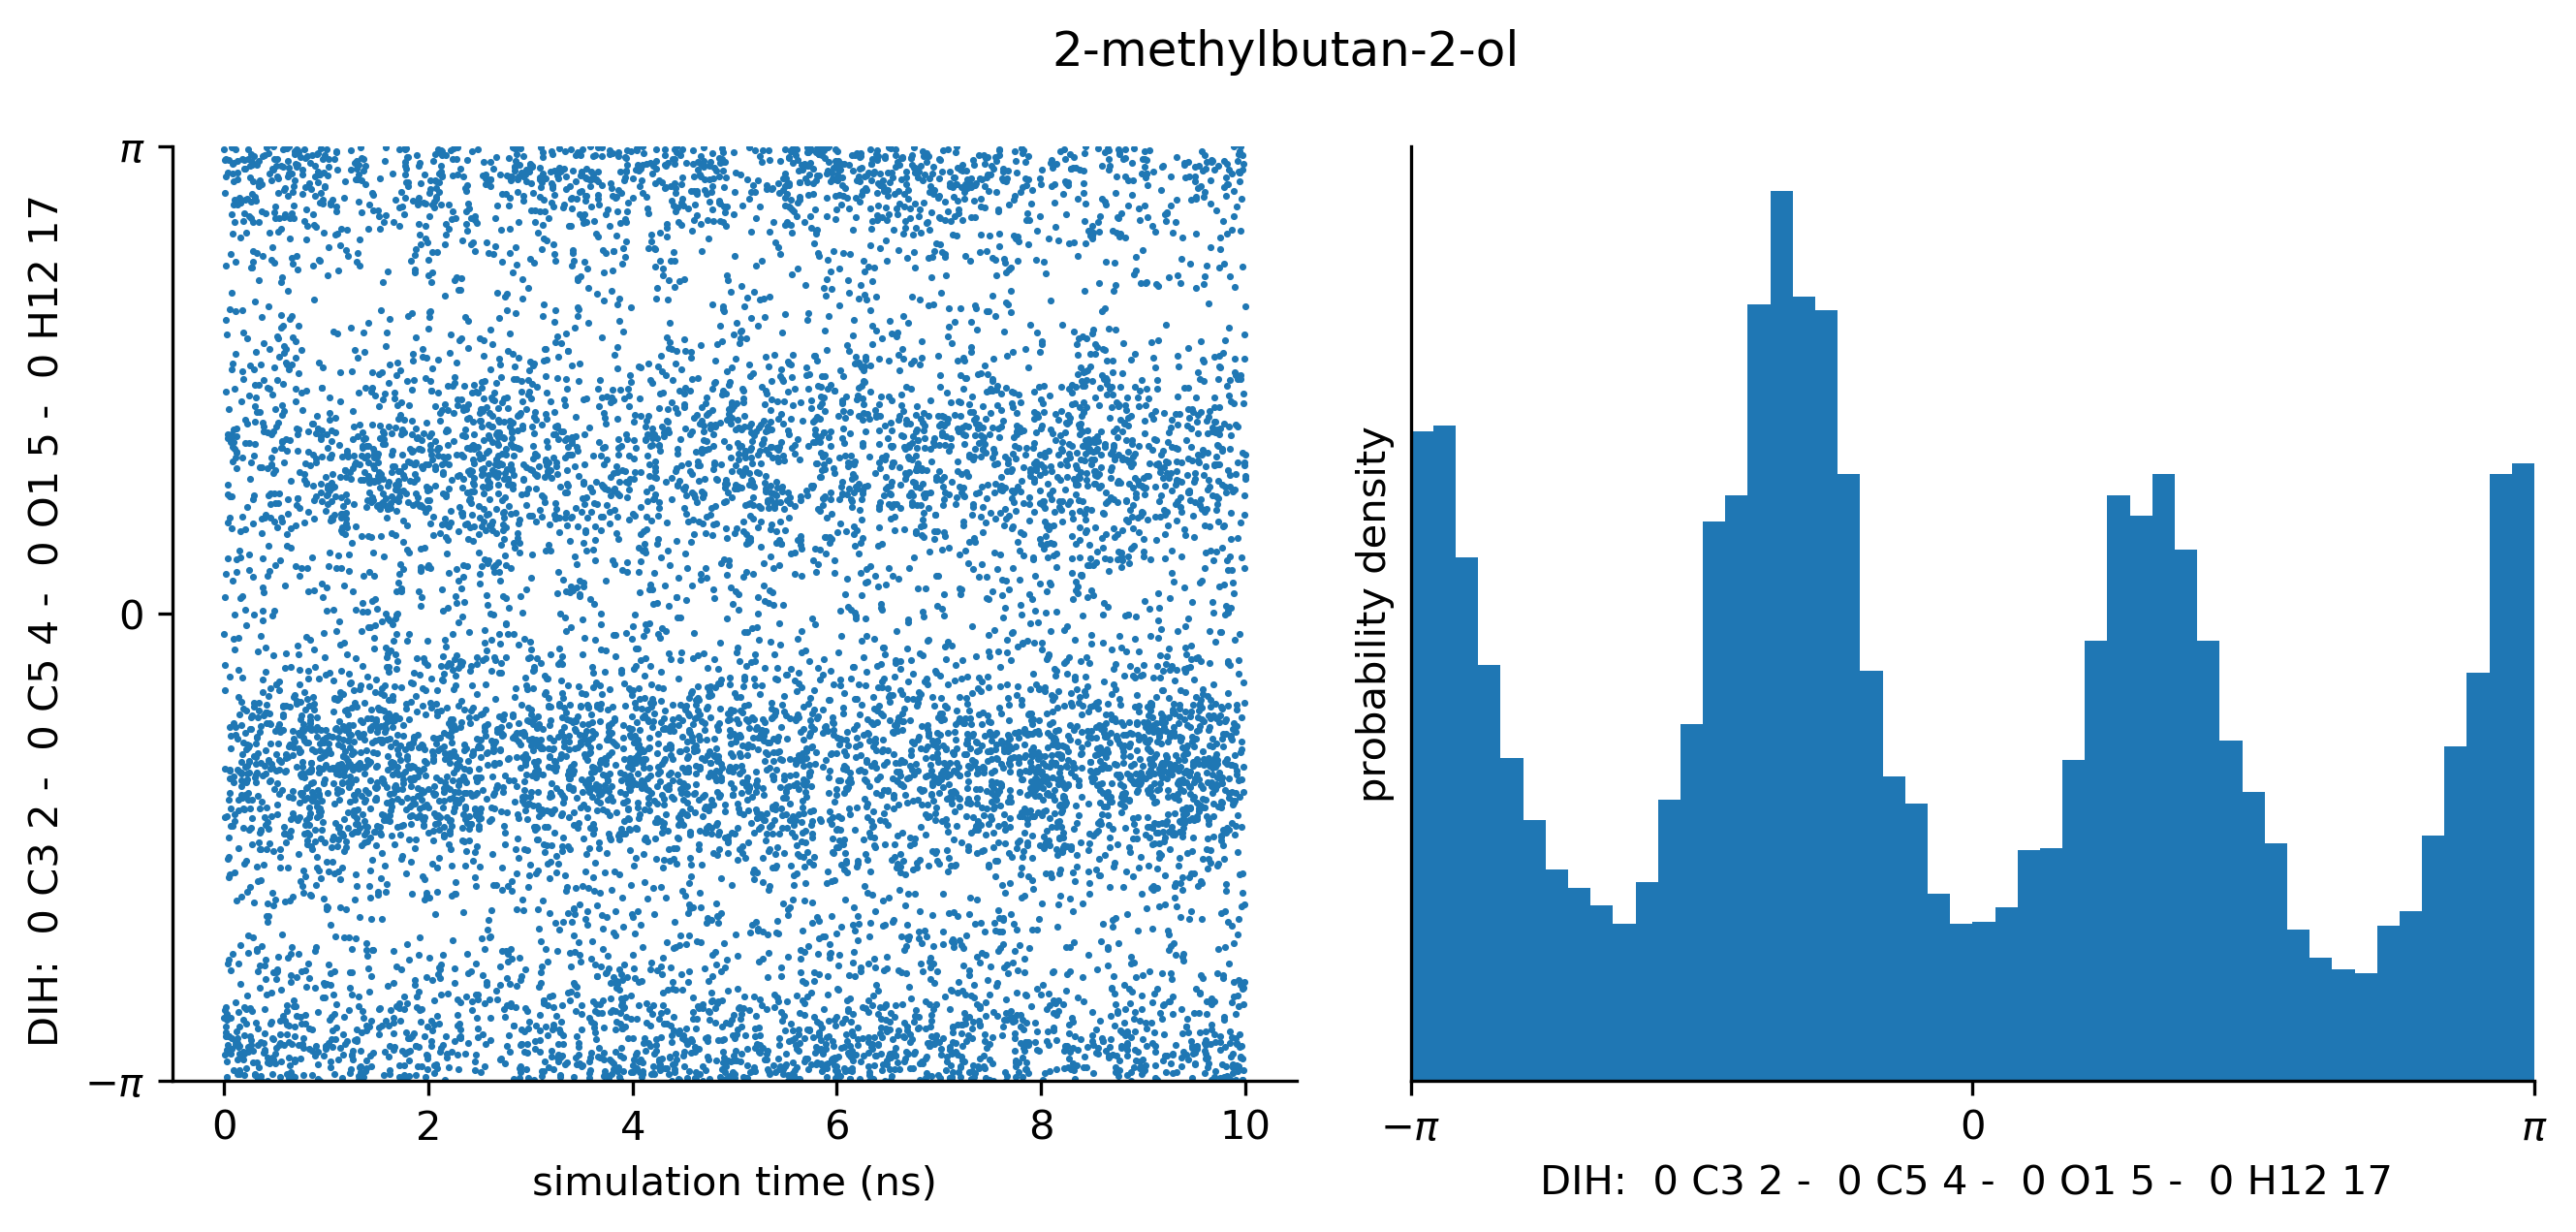 2-methylbutan-2-ol
DIH:  0 C3 2 -  0 C5 4 -  0 O1 5 -  0 H12 17
π
0
−π
0 2 4 6 8 10
simulation time (ns)
probability density
−π 0 π
DIH:  0 C3 2 -  0 C5 4 -  0 O1 5 -  0 H12 17